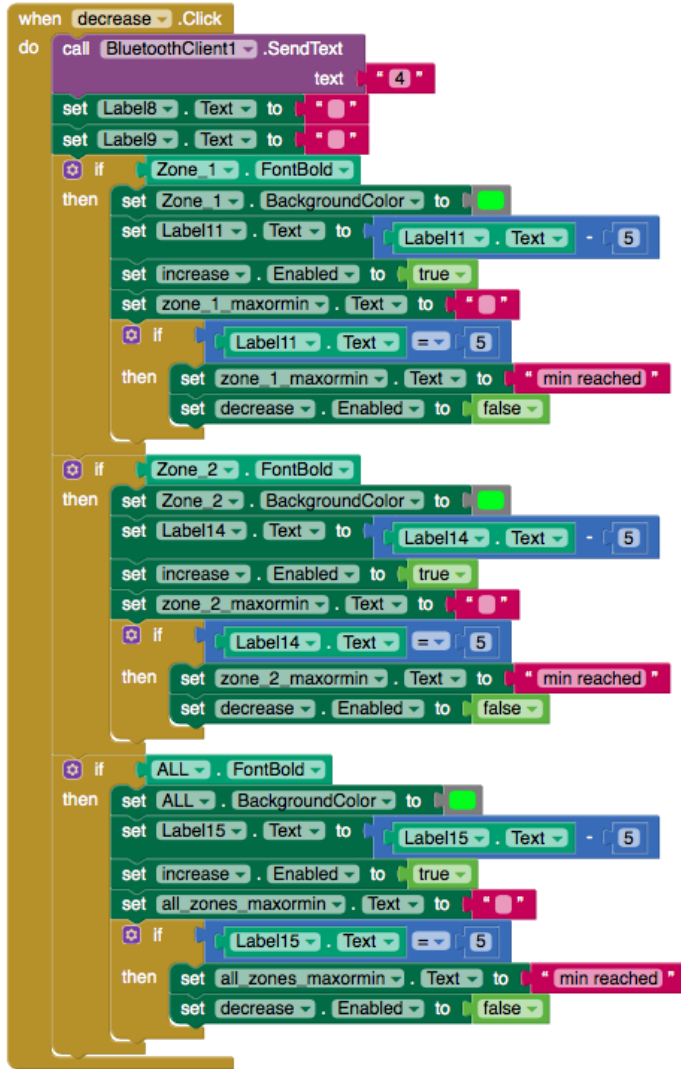 when decrease .Click
do call BluetoothClient1 .SendText
text " 4 "
set Label8 . Text to " "
set Label9 . Text to " "
if Zone_1 . FontBold
then set Zone_1 . BackgroundColor to
set Label11 . Text to Label11 . Text - 5
set increase . Enabled to true
set zone_1_maxormin . Text to " "
if Label11 . Text = 5
then set zone_1_maxormin . Text to " min reached "
set decrease . Enabled to false
if Zone_2 . FontBold
then set Zone_2 . BackgroundColor to
set Label14 . Text to Label14 . Text - 5
set increase . Enabled to true
set zone_2_maxormin . Text to " "
if Label14 . Text = 5
then set zone_2_maxormin . Text to " min reached "
set decrease . Enabled to false
if ALL . FontBold
then set ALL . BackgroundColor to
set Label15 . Text to Label15 . Text - 5
set increase . Enabled to true
set all_zones_maxormin . Text to " "
if Label15 . Text = 5
then set all_zones_maxormin . Text to " min reached "
set decrease . Enabled to false